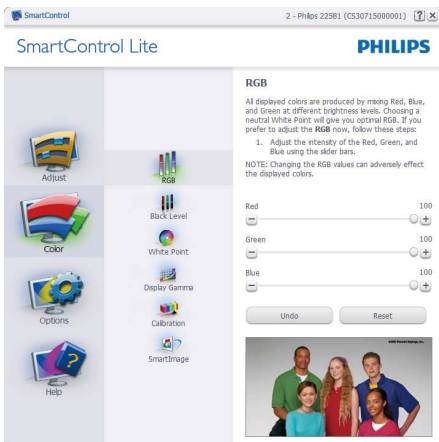 SmartControl
2 - Philips 225B1 (CS30715000001)
SmartControl Lite
PHILIPS
Adjust
Color
Options
Help
RGB
Black Level
White Point
Display Gamma
Calibration
SmartImage
RGB
All displayed colors are produced by mixing Red, Blue,
and Green at different brightness levels. Choosing a
neutral White Point will give you optimal RGB. If you
prefer to adjust the RGB now, follow these steps:
1. Adjust the intensity of the Red, Green, and
Blue using the slider bars.
NOTE: Changing the RGB values can adversely effect
the displayed colors.
Red 100
Green 100
Blue 100
Undo Reset